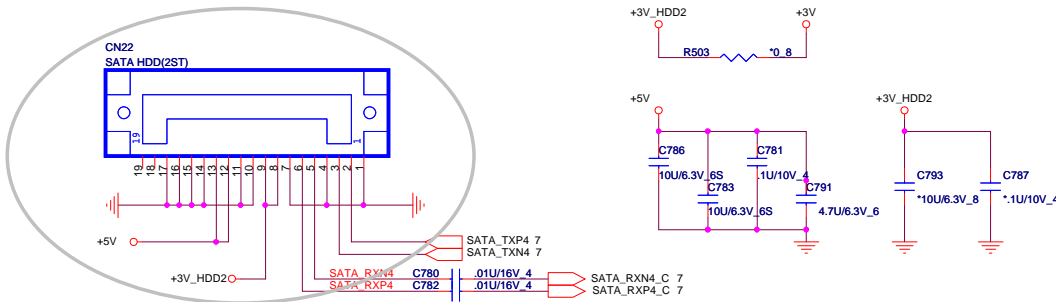 +3V_HDD2 +3V
R503 *0_8
CN22
SATA HDD(2ST)
19 1
19 18 17 16 15 14 13 12 11 10 9 8 7 6 5 4 3 2 1
+5V
+3V_HDD2
SATA_TXP4 7
SATA_TXN4 7
SATA_RXN4 C780 .01U/16V_4 SATA_RXN4_C 7
SATA_RXP4 C782 .01U/16V_4 SATA_RXP4_C 7
+5V +3V_HDD2
C786 C781
10U/6.3V_6S .1U/10V_4
C783 C791
10U/6.3V_6S 4.7U/6.3V_6
C793 C787
*10U/6.3V_8 *.1U/10V_4